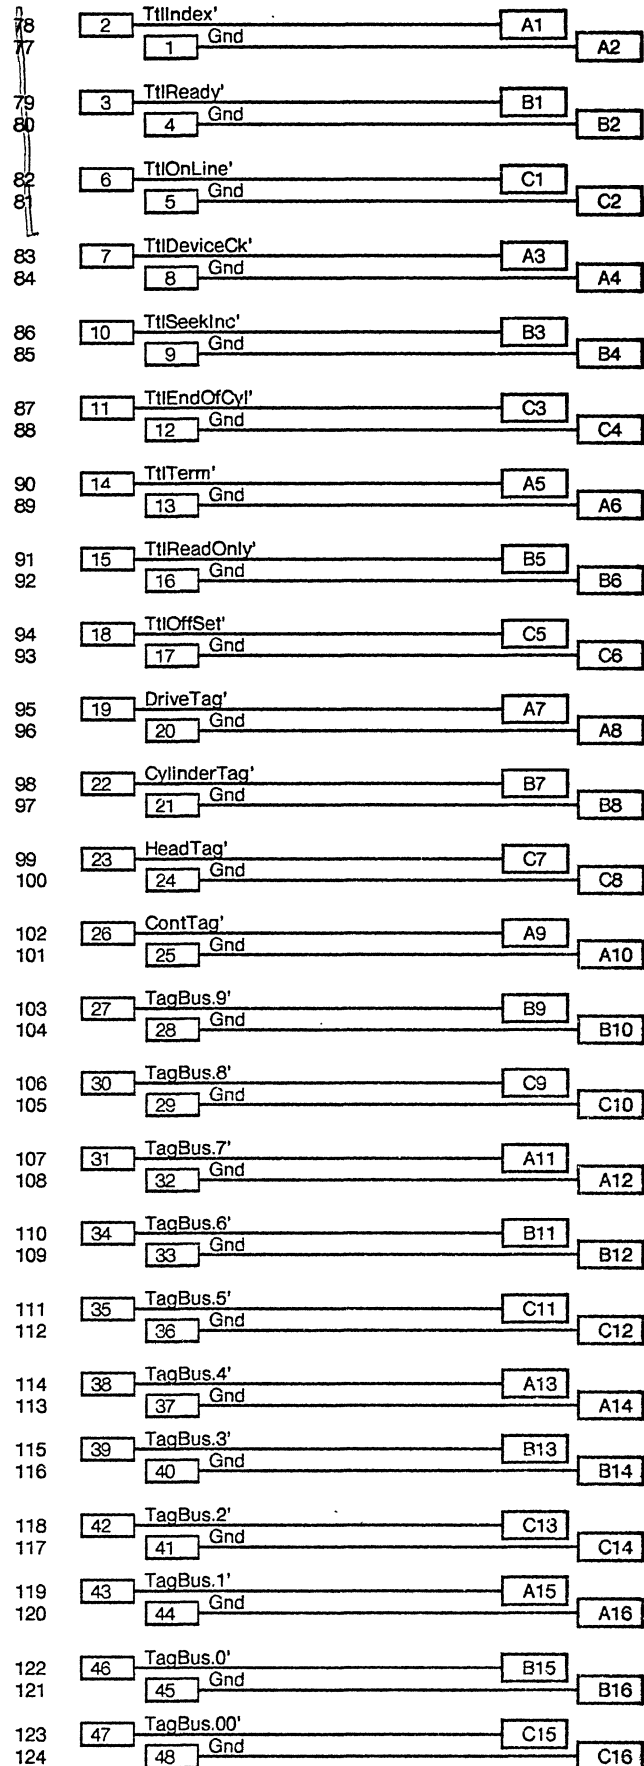 78 2 TtlIndex' A1
77 1 Gnd A2
79 3 TtlReady' B1
80 4 Gnd B2
82 6 TtlOnLine' C1
81 5 Gnd C2
83 7 TtlDeviceCk' A3
84 8 Gnd A4
86 10 TtlSeekInc' B3
85 9 Gnd B4
87 11 TtlEndOfCyl' C3
88 12 Gnd C4
90 14 TtlTerm' A5
89 13 Gnd A6
91 15 TtlReadOnly' B5
92 16 Gnd B6
94 18 TtlOffSet' C5
93 17 Gnd C6
95 19 DriveTag' A7
96 20 Gnd A8
98 22 CylinderTag' B7
97 21 Gnd B8
99 23 HeadTag' C7
100 24 Gnd C8
102 26 ContTag' A9
101 25 Gnd A10
103 27 TagBus.9' B9
104 28 Gnd B10
106 30 TagBus.8' C9
105 29 Gnd C10
107 31 TagBus.7' A11
108 32 Gnd A12
110 34 TagBus.6' B11
109 33 Gnd B12
111 35 TagBus.5' C11
112 36 Gnd C12
114 38 TagBus.4' A13
113 37 Gnd A14
115 39 TagBus.3' B13
116 40 Gnd B14
118 42 TagBus.2' C13
117 41 Gnd C14
119 43 TagBus.1' A15
120 44 Gnd A16
122 46 TagBus.0' B15
121 45 Gnd B16
123 47 TagBus.00' C15
124 48 Gnd C16